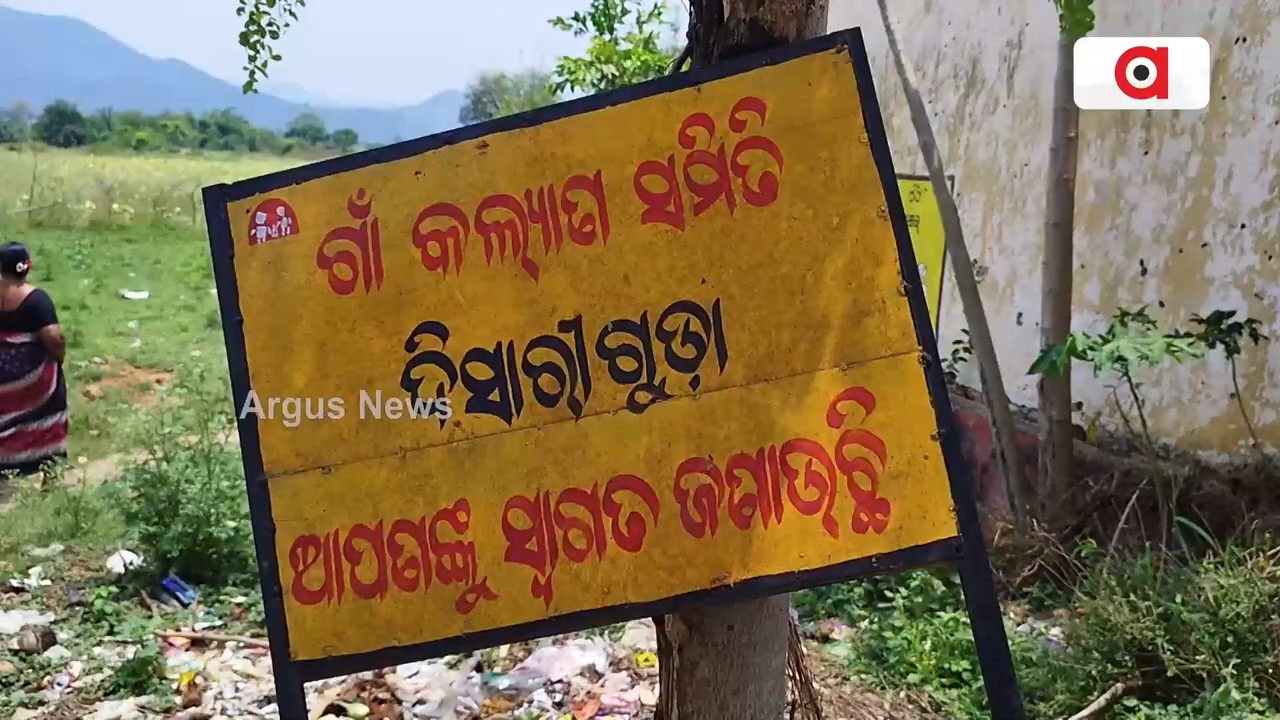 ଗାଁ କଲ୍ୟାଣ ସମିତି
ଦିସାରୀଗୁଡ଼ା
ଆପଣଙ୍କୁ ସ୍ୱାଗତ ଜଣାଉଛି
Argus News